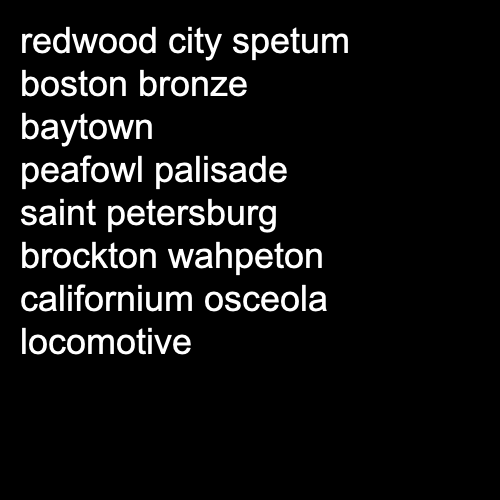 redwood city spetum
boston bronze
baytown
peafowl palisade
saint petersburg
brockton wahpeton
californium osceola
locomotive